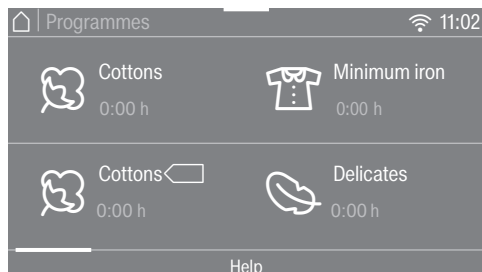 Programmes 11:02
Cottons Minimum iron
0:00 h 0:00 h
Cottons Delicates
0:00 h 0:00 h
Help